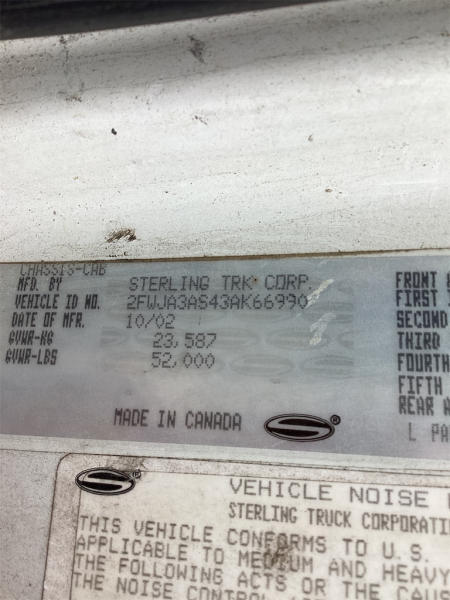 CHASSIS-CAB
MFD. BY STERLING TRK CORP.
VEHICLE ID NO. 2FWJA3AS43AK66990
DATE OF MFR. 10/02
GVWR-KG 23,587
GVWR-LBS 52,000
MADE IN CANADA
FRONT
FIRST
SECOND
THIRD
FOURTH
FIFTH
REAR
L PA
VEHICLE NOISE
STERLING TRUCK CORPORATI
THIS VEHICLE CONFORMS TO U.S.
APPLICABLE TO MEDIUM AND HEAVY
THE FOLLOWING ACTS OR THE CAUS
THE NOISE CONTROL